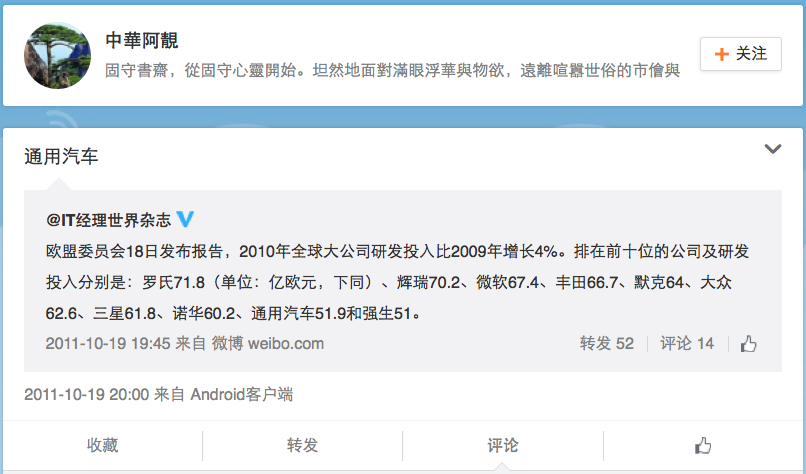 中華阿靚
固守書齋，從固守心靈開始。坦然地面對滿眼浮華與物欲，遠離喧囂世俗的市儈與
+ 关注
通用汽车
@IT经理世界杂志
欧盟委员会18日发布报告，2010年全球大公司研发投入比2009年增长4%。排在前十位的公司及研发
投入分别是：罗氏71.8（单位：亿欧元，下同）、辉瑞70.2、微软67.4、丰田66.7、默克64、大众
62.6、三星61.8、诺华60.2、通用汽车51.9和强生51。
2011-10-19 19:45 来自 微博 weibo.com 转发 52 评论 14
2011-10-19 20:00 来自 Android客户端
收藏 转发 评论